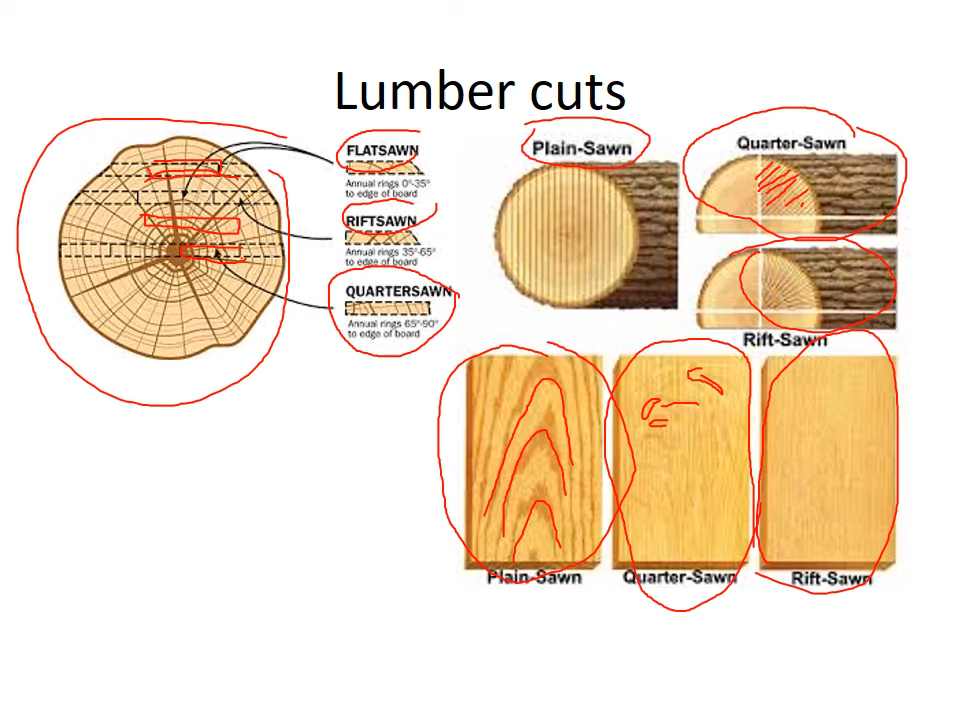 Lumber cuts
FLATSAWN
Annual rings 0°-35°
to edge of board
RIFTSAWN
Annual rings 35°-65°
to edge of board
QUARTERSAWN
Annual rings 65°-90°
to edge of board
Plain-Sawn
Quarter-Sawn
Rift-Sawn
Plain-Sawn
Quarter-Sawn
Rift-Sawn